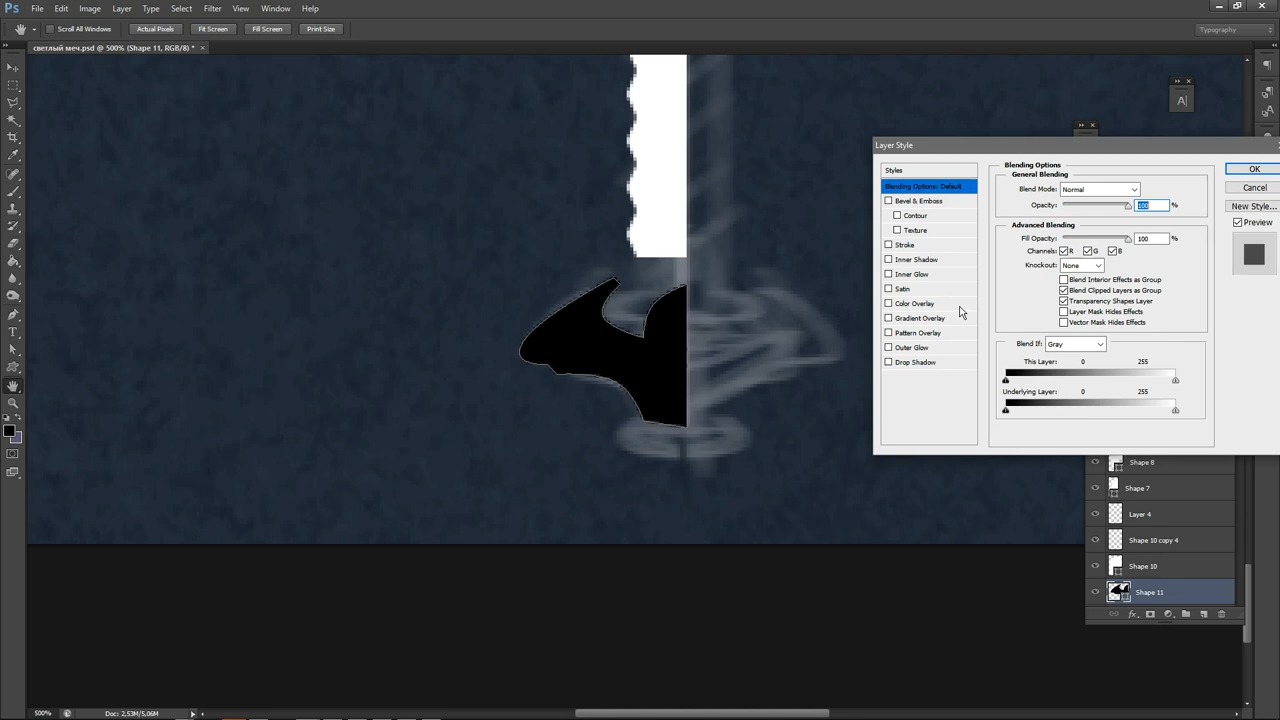 Ps File Edit Image Layer Type Select Filter View Window Help
Scroll All Windows Actual Pixels Fit Screen Fill Screen Print Size Typography
светлый меч.psd @ 500% (Shape 11, RGB/8) * ×
A|
Layer Style
Styles
Blending Options: Default
Bevel & Emboss
Contour
Texture
Stroke
Inner Shadow
Inner Glow
Satin
Color Overlay
Gradient Overlay
Pattern Overlay
Outer Glow
Drop Shadow
Blending Options
General Blending
Blend Mode: Normal
Opacity: 100 %
Advanced Blending
Fill Opacity: 100 %
Channels: R G B
Knockout: None
Blend Interior Effects as Group
Blend Clipped Layers as Group
Transparency Shapes Layer
Layer Mask Hides Effects
Vector Mask Hides Effects
Blend If: Gray
This Layer: 0 255
Underlying Layer: 0 255
OK
Cancel
New Style...
Preview
Shape 8
Shape 7
Layer 4
Shape 10 copy 4
Shape 10
Shape 11
fx
500% Doc: 2,53M/5,06M